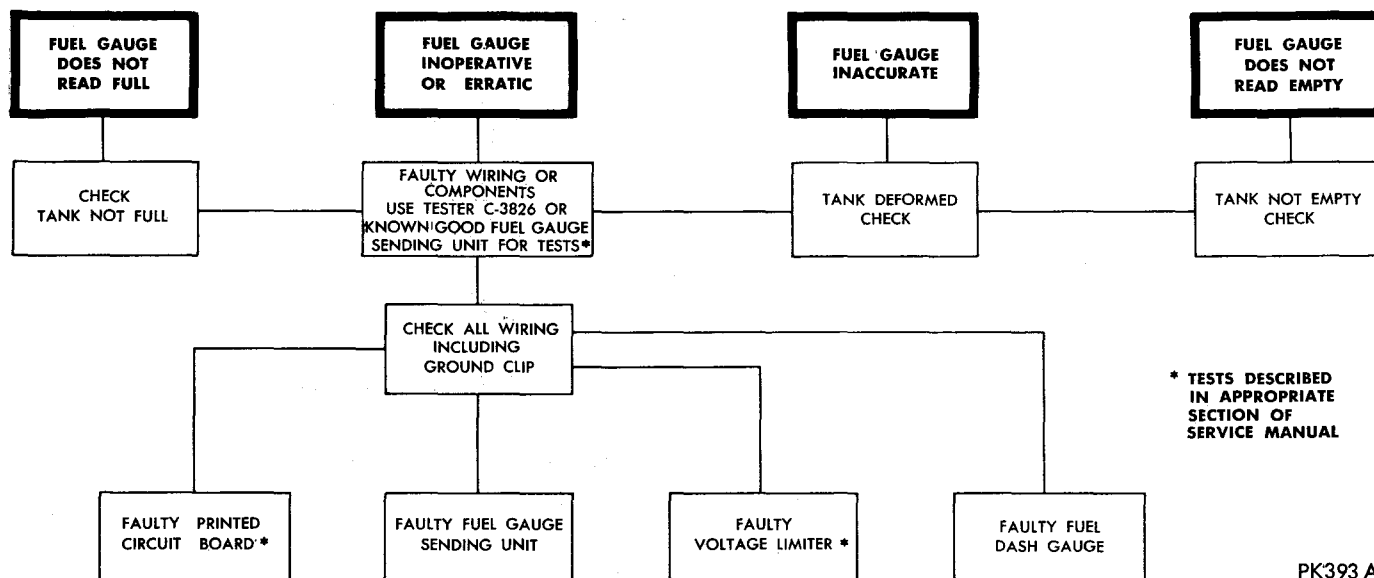 FUEL GAUGE
DOES NOT
READ FULL
FUEL GAUGE
INOPERATIVE
OR ERRATIC
FUEL GAUGE
INACCURATE
FUEL GAUGE
DOES NOT
READ EMPTY
CHECK
TANK NOT FULL
FAULTY WIRING OR
COMPONENTS
USE TESTER C-3826 OR
KNOWN GOOD FUEL GAUGE
SENDING UNIT FOR TESTS*
TANK DEFORMED
CHECK
TANK NOT EMPTY
CHECK
CHECK ALL WIRING
INCLUDING
GROUND CLIP
* TESTS DESCRIBED
IN APPROPRIATE
SECTION OF
SERVICE MANUAL
FAULTY PRINTED
CIRCUIT BOARD *
FAULTY FUEL GAUGE
SENDING UNIT
FAULTY
VOLTAGE LIMITER *
FAULTY FUEL
DASH GAUGE
PK393 A